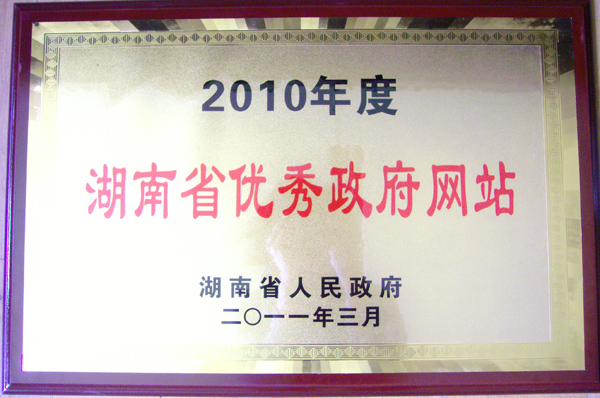 2010年度
湖南省优秀政府网站
湖南省人民政府
二〇一一年三月